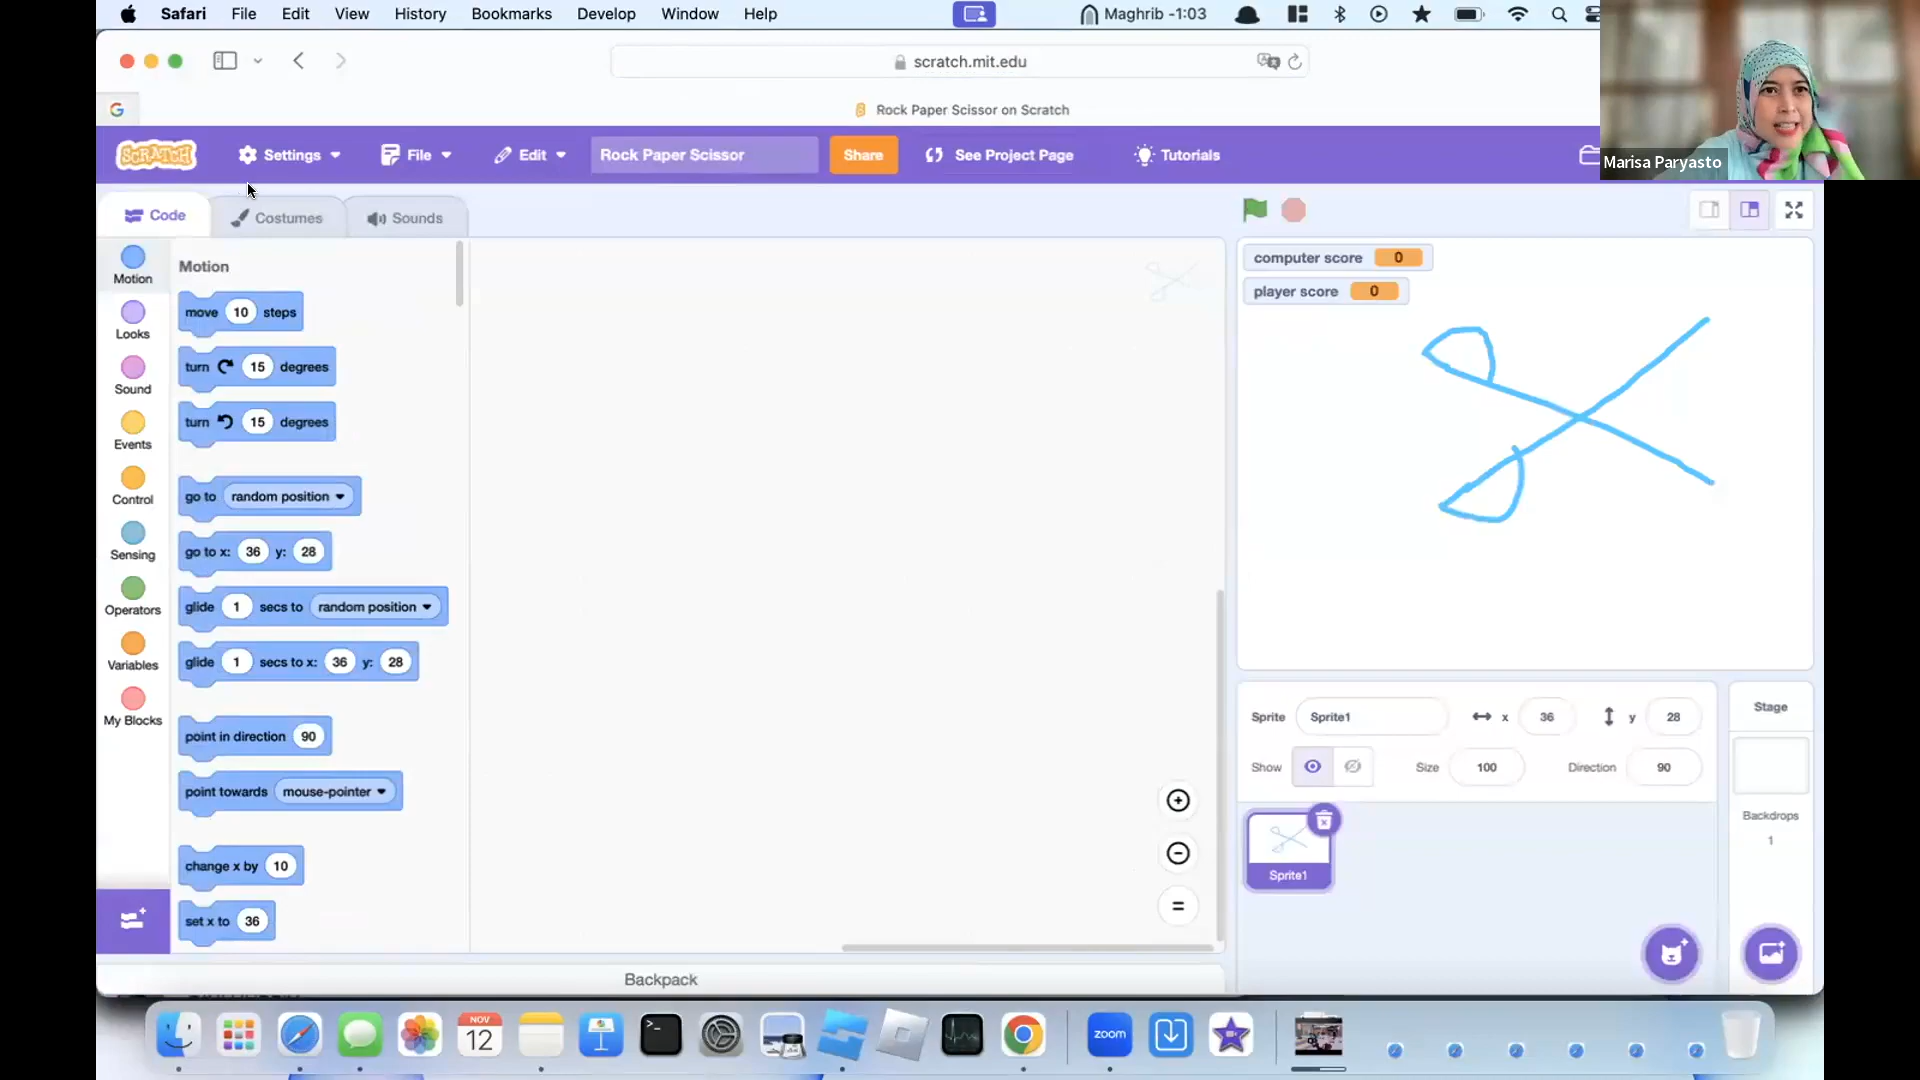 Safari File Edit View History Bookmarks Develop Window Help Maghrib -1:03
scratch.mit.edu
Rock Paper Scissor on Scratch
Marisa Paryasto
SCRATCH Settings File Edit Rock Paper Scissor Share See Project Page Tutorials
Code Costumes Sounds
Motion
Looks
Sound
Events
Control
Sensing
Operators
Variables
My Blocks
Motion
move 10 steps
turn 15 degrees
turn 15 degrees
go to random position
go to x: 36 y: 28
glide 1 secs to random position
glide 1 secs to x: 36 y: 28
point in direction 90
point towards mouse-pointer
change x by 10
set x to 36
computer score 0
player score 0
Sprite Sprite1 x 36 y 28
Show Size 100 Direction 90
Sprite1
Stage
Backdrops
1
Backpack
NOV
12
zoom